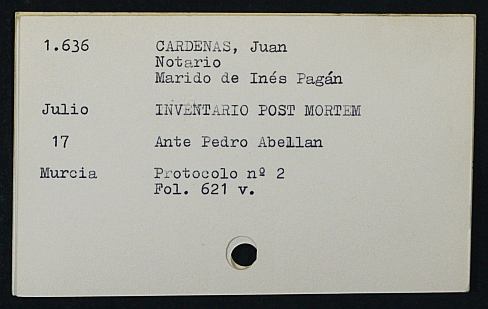 1.636 CARDENAS, Juan
Notario
Marido de Inés Pagán
Julio INVENTARIO POST MORTEM
17 Ante Pedro Abellan
Murcia Protocolo nº 2
Fol. 621 v.